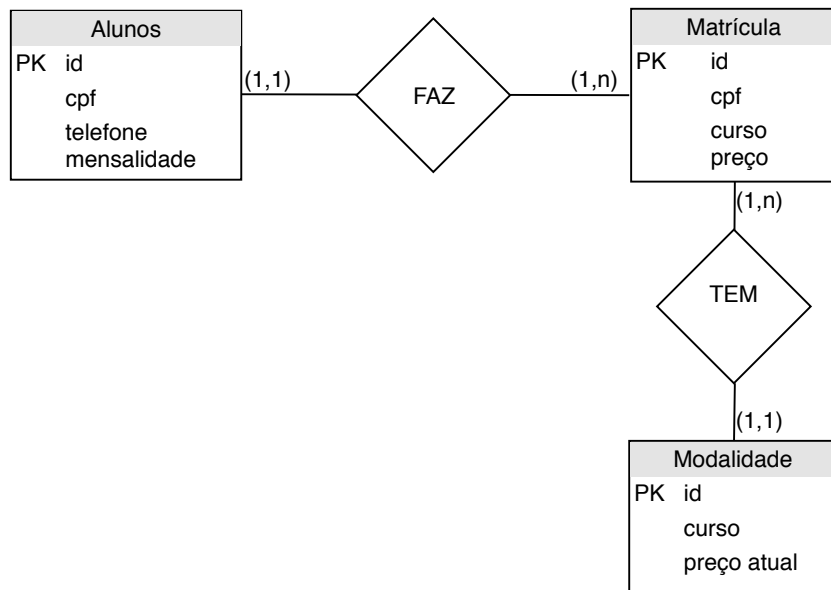 Alunos
PK id
cpf
telefone
mensalidade
(1,1)
FAZ
(1,n)
Matrícula
PK id
cpf
curso
preço
(1,n)
TEM
(1,1)
Modalidade
PK id
curso
preço atual